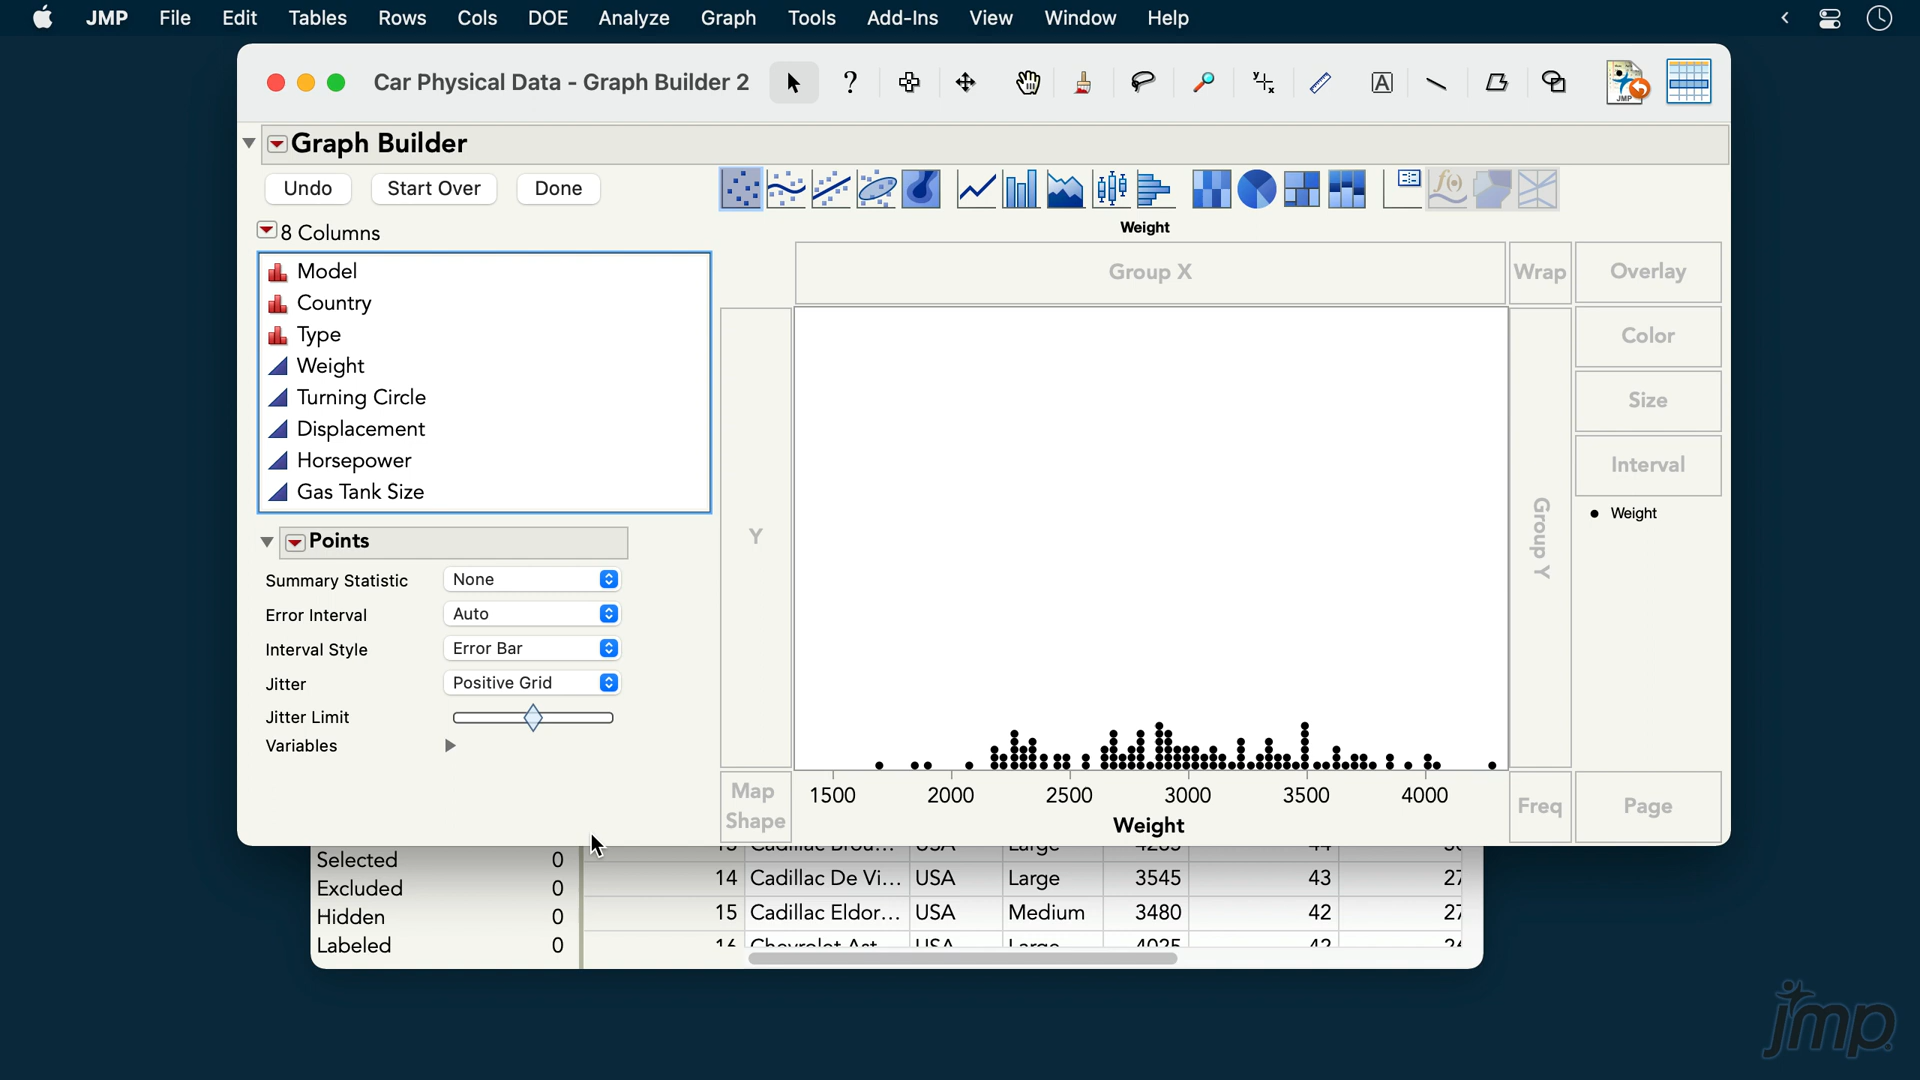 JMP File Edit Tables Rows Cols DOE Analyze Graph Tools Add-Ins View Window Help
Car Physical Data - Graph Builder 2
Graph Builder
Undo Start Over Done
8 Columns
Model
Country
Type
Weight
Turning Circle
Displacement
Horsepower
Gas Tank Size
Points
Summary Statistic None
Error Interval Auto
Interval Style Error Bar
Jitter Positive Grid
Jitter Limit
Variables
Weight
Group X
Wrap
Overlay
Color
Size
Interval
Weight
Y
Group Y
Map
Shape
1500 2000 2500 3000 3500 4000
Weight
Freq
Page
Selected 0
Excluded 0
Hidden 0
Labeled 0
14 Cadillac De Vi... USA Large 3545 43 27
15 Cadillac Eldor... USA Medium 3480 42 27
jmp